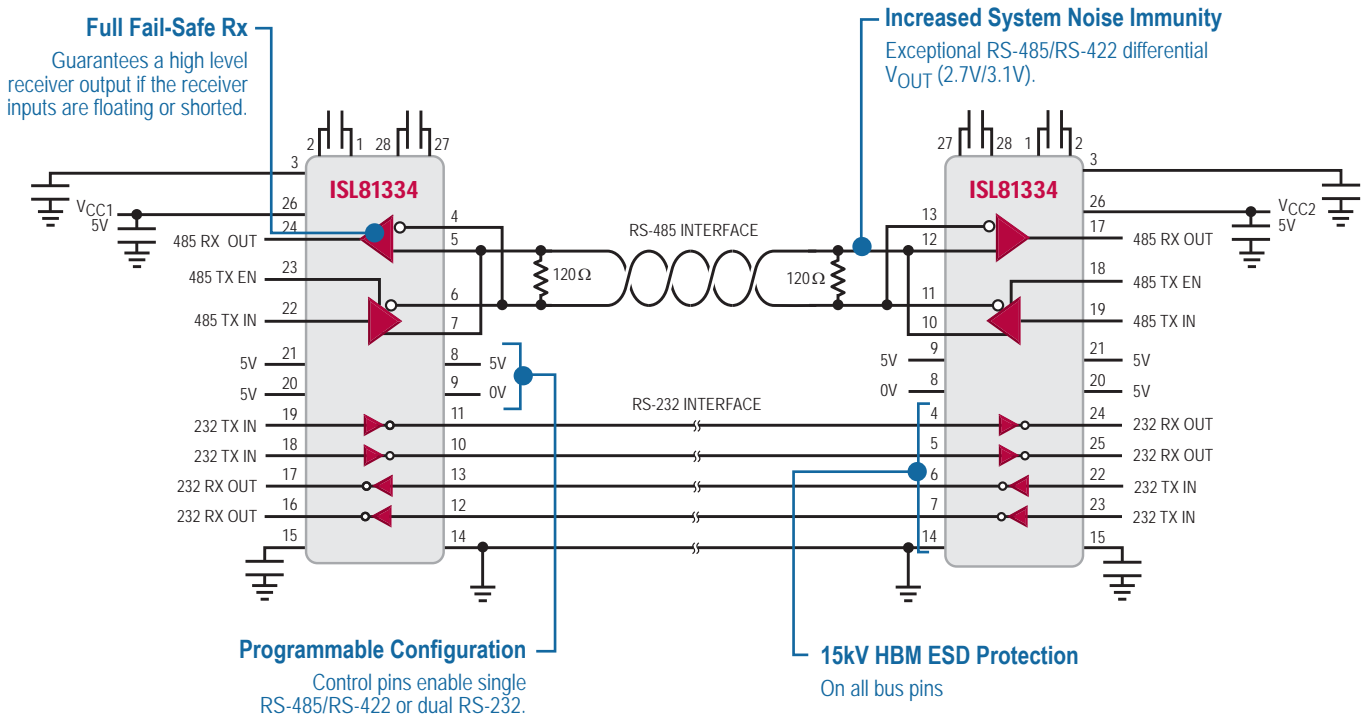 Full Fail-Safe Rx
Guarantees a high level
receiver output if the receiver
inputs are floating or shorted.
Increased System Noise Immunity
Exceptional RS-485/RS-422 differential
VOUT (2.7V/3.1V).
2 1 28 27
27 28 1 2
ISL81334
ISL81334
3
26
VCC1
5V
24
485 RX OUT
23
485 TX EN
22
485 TX IN
21
5V
20
5V
19
232 TX IN
18
232 TX IN
17
232 RX OUT
16
232 RX OUT
15
4
5
6
7
8
5V
9
0V
11
10
13
12
14
RS-485 INTERFACE
120Ω
120Ω
RS-232 INTERFACE
13
12
11
10
9
5V
8
0V
4
5
6
7
14
3
26
VCC2
5V
17
485 RX OUT
18
485 TX EN
19
485 TX IN
21
5V
20
5V
24
232 RX OUT
25
232 RX OUT
22
232 TX IN
23
232 TX IN
15
Programmable Configuration
Control pins enable single
RS-485/RS-422 or dual RS-232.
15kV HBM ESD Protection
On all bus pins